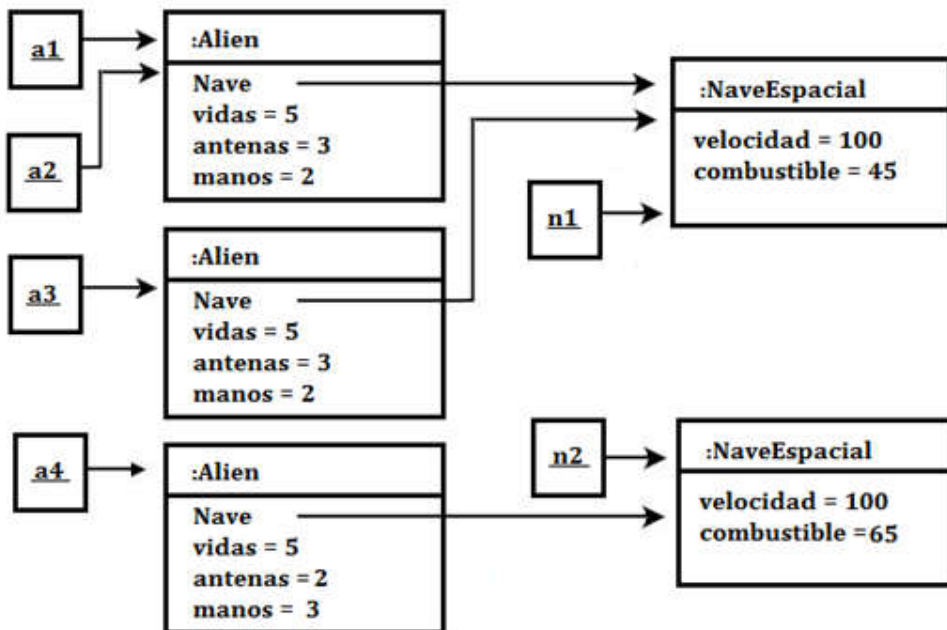 a1
:Alien
Nave
vidas = 5
antenas = 3
manos = 2
a2
:NaveEspacial
velocidad = 100
combustible = 45
n1
a3
:Alien
Nave
vidas = 5
antenas = 3
manos = 2
a4
:Alien
Nave
vidas = 5
antenas = 2
manos = 3
n2
:NaveEspacial
velocidad = 100
combustible =65